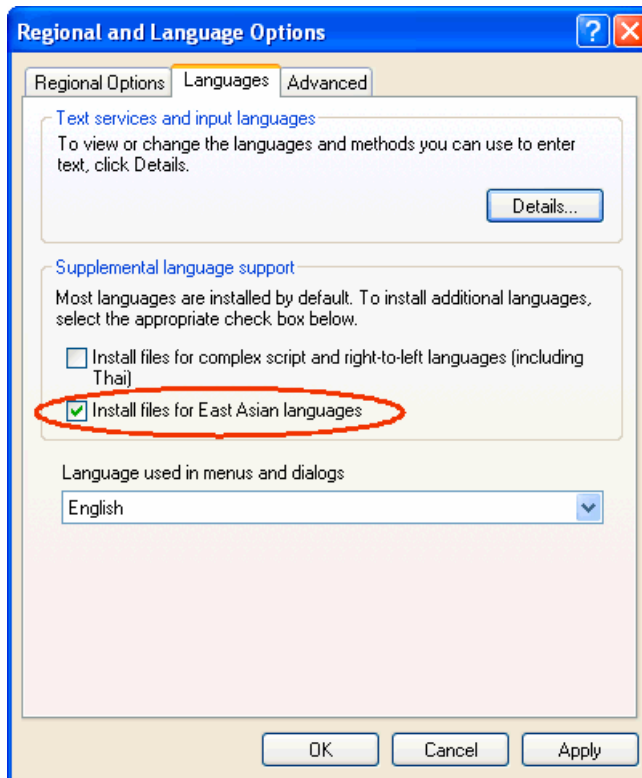 Regional and Language Options
Regional Options Languages Advanced
Text services and input languages
To view or change the languages and methods you can use to enter
text, click Details.
Details...
Supplemental language support
Most languages are installed by default. To install additional languages,
select the appropriate check box below.
Install files for complex script and right-to-left languages (including
Thai)
Install files for East Asian languages
Language used in menus and dialogs
English
OK Cancel Apply